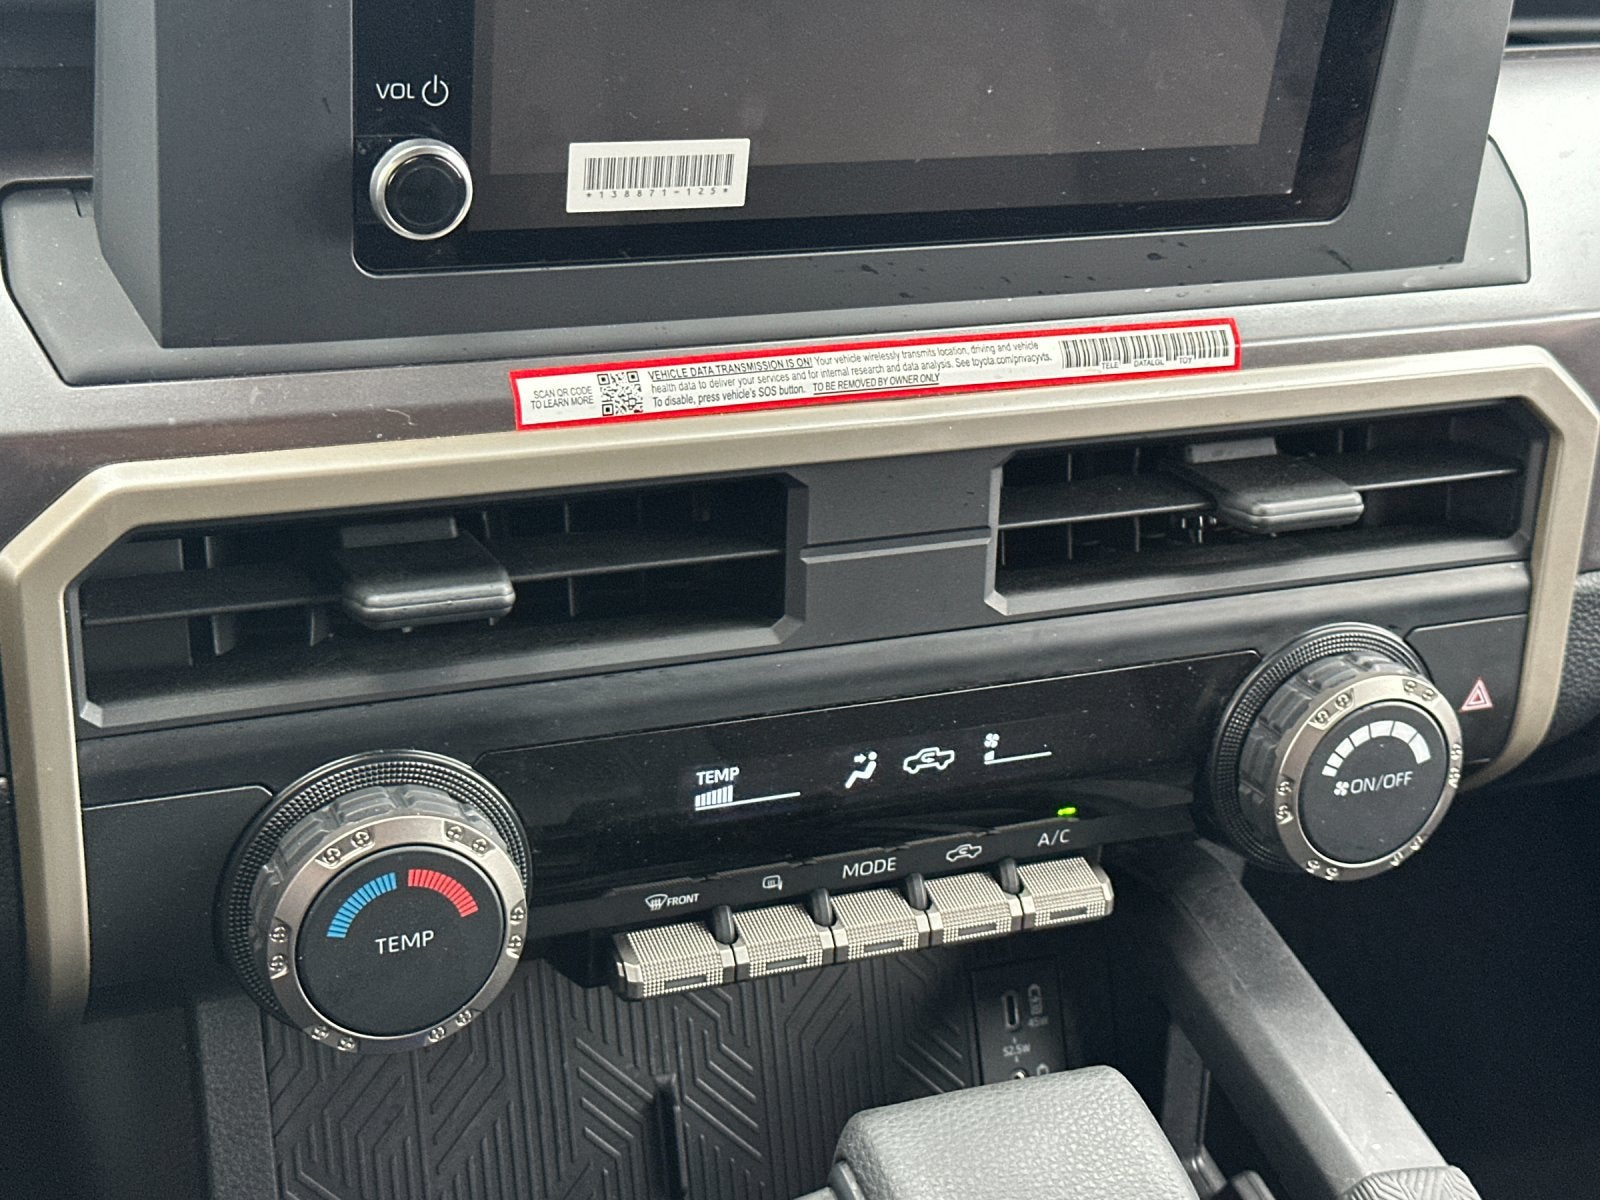 VOL
*138871-125*
SCAN QR CODE
TO LEARN MORE
VEHICLE DATA TRANSMISSION IS ON! Your vehicle wirelessly transmits location, driving and vehicle
health data to deliver your services and for internal research and data analysis. See toyota.com/privacyvts.
To disable, press vehicle's SOS button. TO BE REMOVED BY OWNER ONLY
TELE DATALGL TOY
TEMP
ON/OFF
A/C
MODE
FRONT
TEMP
45W
52.5W